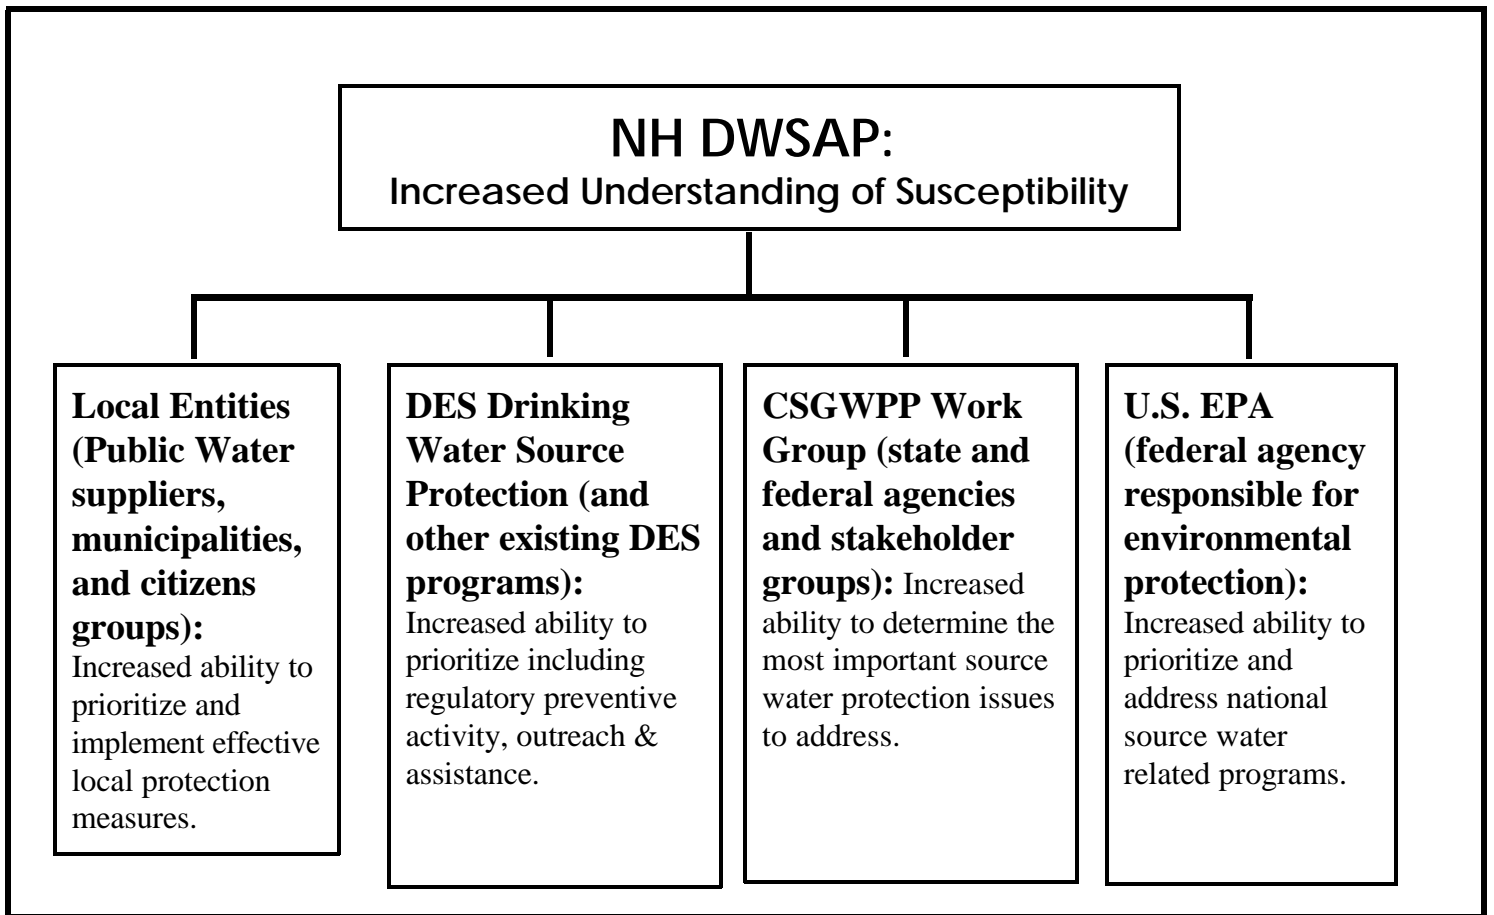 NH DWSAP:
Increased Understanding of Susceptibility
Local Entities
(Public Water
suppliers,
municipalities,
and citizens
groups):
Increased ability to
prioritize and
implement effective
local protection
measures.
DES Drinking
Water Source
Protection (and
other existing DES
programs):
Increased ability to
prioritize including
regulatory preventive
activity, outreach &
assistance.
CSGWPP Work
Group (state and
federal agencies
and stakeholder
groups): Increased
ability to determine the
most important source
water protection issues
to address.
U.S. EPA
(federal agency
responsible for
environmental
protection):
Increased ability to
prioritize and
address national
source water
related programs.